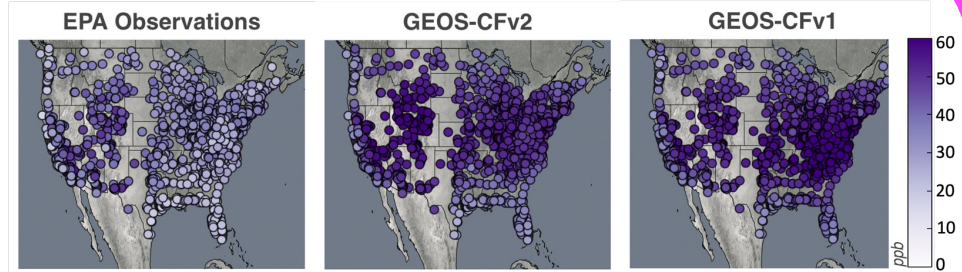 EPA Observations
GEOS-CFv2
GEOS-CFv1
60
50
40
30
20
10
0
ppb